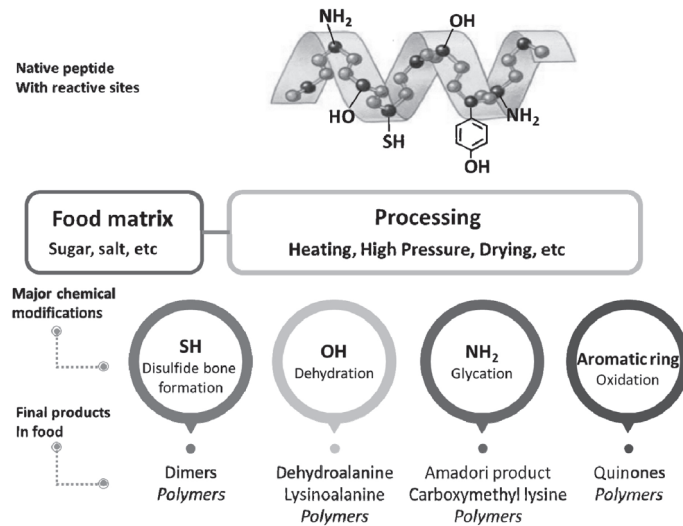 NH₂
OH
Native peptide
With reactive sites
HO
SH
NH₂
OH
Food matrix
Sugar, salt, etc
Processing
Heating, High Pressure, Drying, etc
Major chemical
modifications
SH
Disulfide bone
formation
OH
Dehydration
NH₂
Glycation
Aromatic ring
Oxidation
Final products
In food
Dimers
Polymers
Dehydroalanine
Lysinoalanine
Polymers
Amadori product
Carboxymethyl lysine
Polymers
Quinones
Polymers